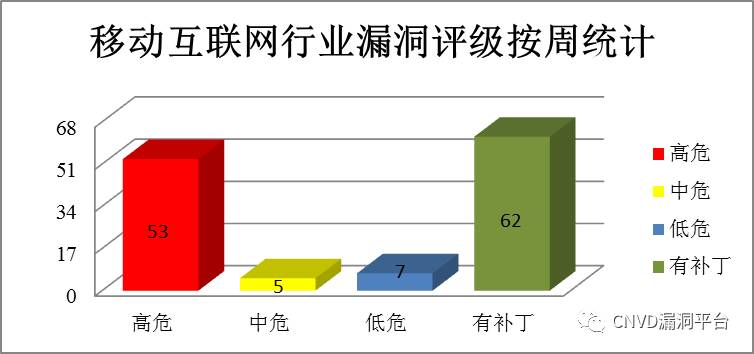 移动互联网行业漏洞评级按周统计
68
51
34
17
0
53
5
7
62
高危
中危
低危
有补丁
高危
中危
低危
有补丁
CNVD漏洞平台